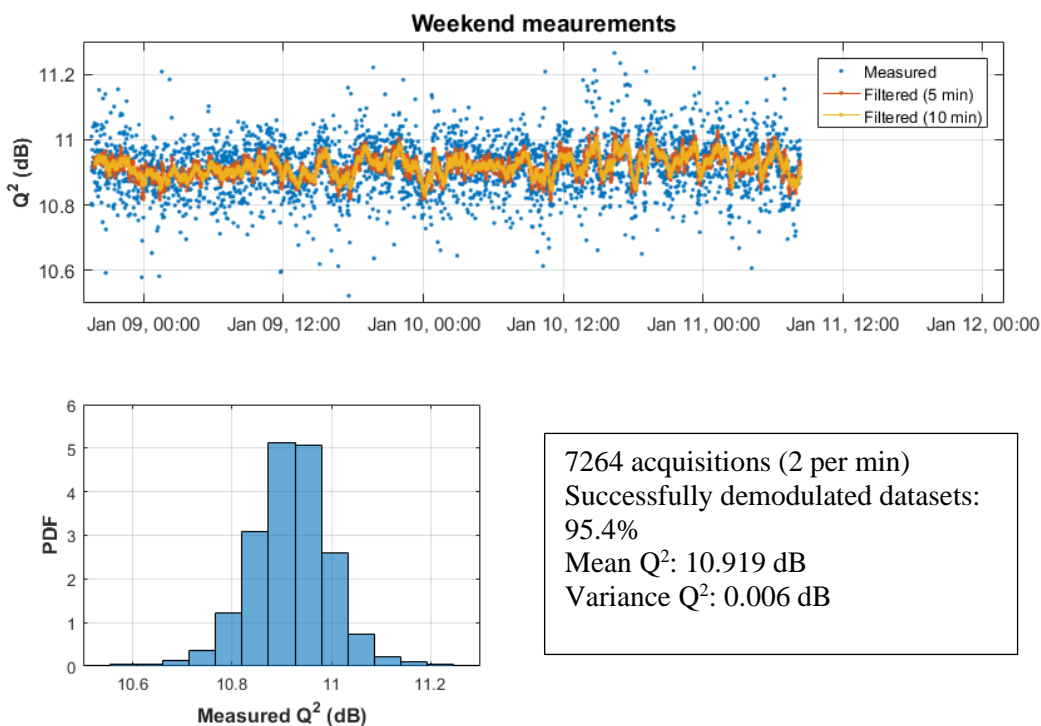 Weekend meaurements
Q² (dB)
11.2
11
10.8
10.6
Measured
Filtered (5 min)
Filtered (10 min)
Jan 09, 00:00 Jan 09, 12:00 Jan 10, 00:00 Jan 10, 12:00 Jan 11, 00:00 Jan 11, 12:00 Jan 12, 00:00
PDF
6
5
4
3
2
1
0
10.6 10.8 11 11.2
Measured Q² (dB)
7264 acquisitions (2 per min)
Successfully demodulated datasets:
95.4%
Mean Q²: 10.919 dB
Variance Q²: 0.006 dB